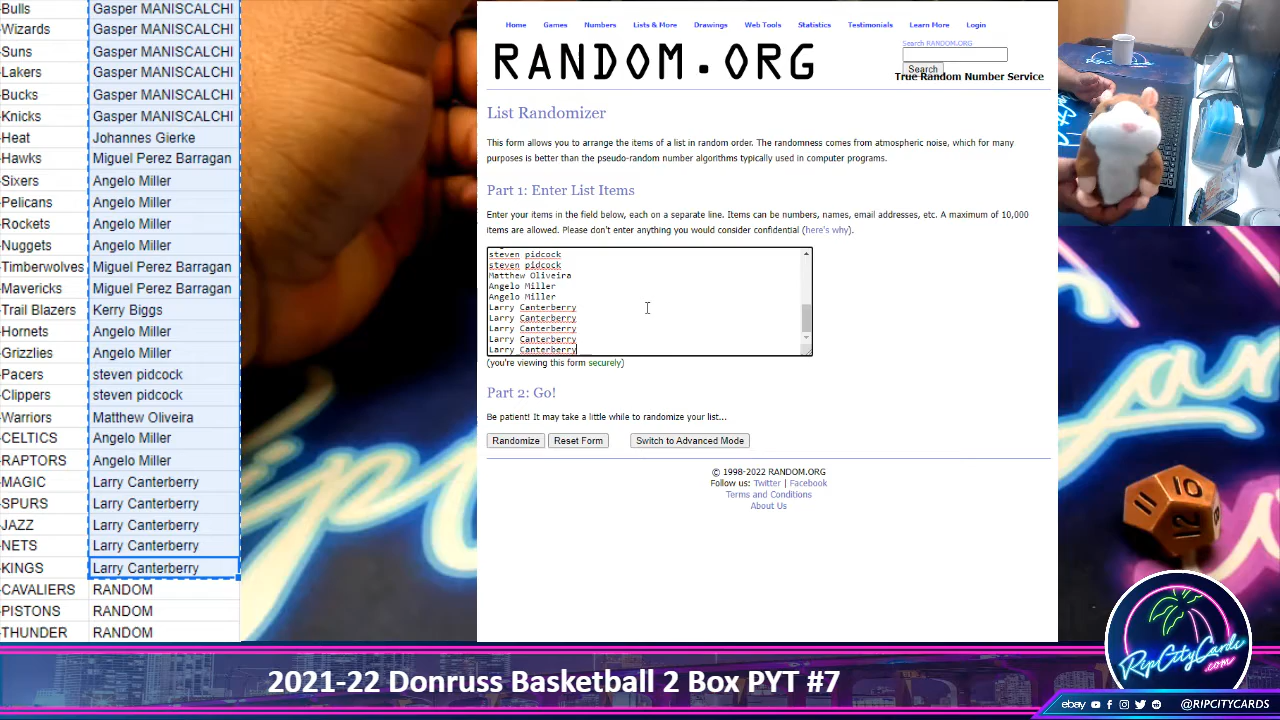 -Bulls Gasper MANISCALCHI
-Wizards Gasper MANISCALCHI
-Suns Gasper MANISCALCHI
-Lakers Gasper MANISCALCHI
-Bucks Gasper MANISCALCHI
-Knicks Gasper MANISCALCHI
-Heat Johannes Gierke
-Hawks Miguel Perez Barragan
-Sixers Angelo Miller
-Pelicans Angelo Miller
-Rockets Angelo Miller
-Nuggets Angelo Miller
-Timberwolves Miguel Perez Barragan
-Mavericks Miguel Perez Barragan
-Trail Blazers Kerry Biggs
-Hornets Angelo Miller
-Grizzlies Angelo Miller
-Pacers steven pidcock
-Clippers steven pidcock
-Warriors Matthew Oliveira
-CELTICS Angelo Miller
-RAPTORS Angelo Miller
-MAGIC Larry Canterberry
-SPURS Larry Canterberry
-JAZZ Larry Canterberry
-NETS Larry Canterberry
-KINGS Larry Canterberry
-CAVALIERS RANDOM
-PISTONS RANDOM
-THUNDER RANDOM
Home Games Numbers Lists & More Drawings Web Tools Statistics Testimonials Learn More Login
RANDOM.ORG
Search RANDOM.ORG
Search
True Random Number Service
List Randomizer
This form allows you to arrange the items of a list in random order. The randomness comes from atmospheric noise, which for many
purposes is better than the pseudo-random number algorithms typically used in computer programs.
Part 1: Enter List Items
Enter your items in the field below, each on a separate line. Items can be numbers, names, email addresses, etc. A maximum of 10,000
items are allowed. Please don't enter anything you would consider confidential (here's why).
steven pidcock
steven pidcock
Matthew Oliveira
Angelo Miller
Angelo Miller
Larry Canterberry
Larry Canterberry
Larry Canterberry
Larry Canterberry
Larry Canterberry
(you're viewing this form securely)
Part 2: Go!
Be patient! It may take a little while to randomize your list...
Randomize Reset Form Switch to Advanced Mode
© 1998-2022 RANDOM.ORG
Follow us: Twitter | Facebook
Terms and Conditions
About Us
11 10
12
RipCityCards
.com
2021-22 Donruss Basketball 2 Box PYT #7
ebay @RIPCITYCARDS